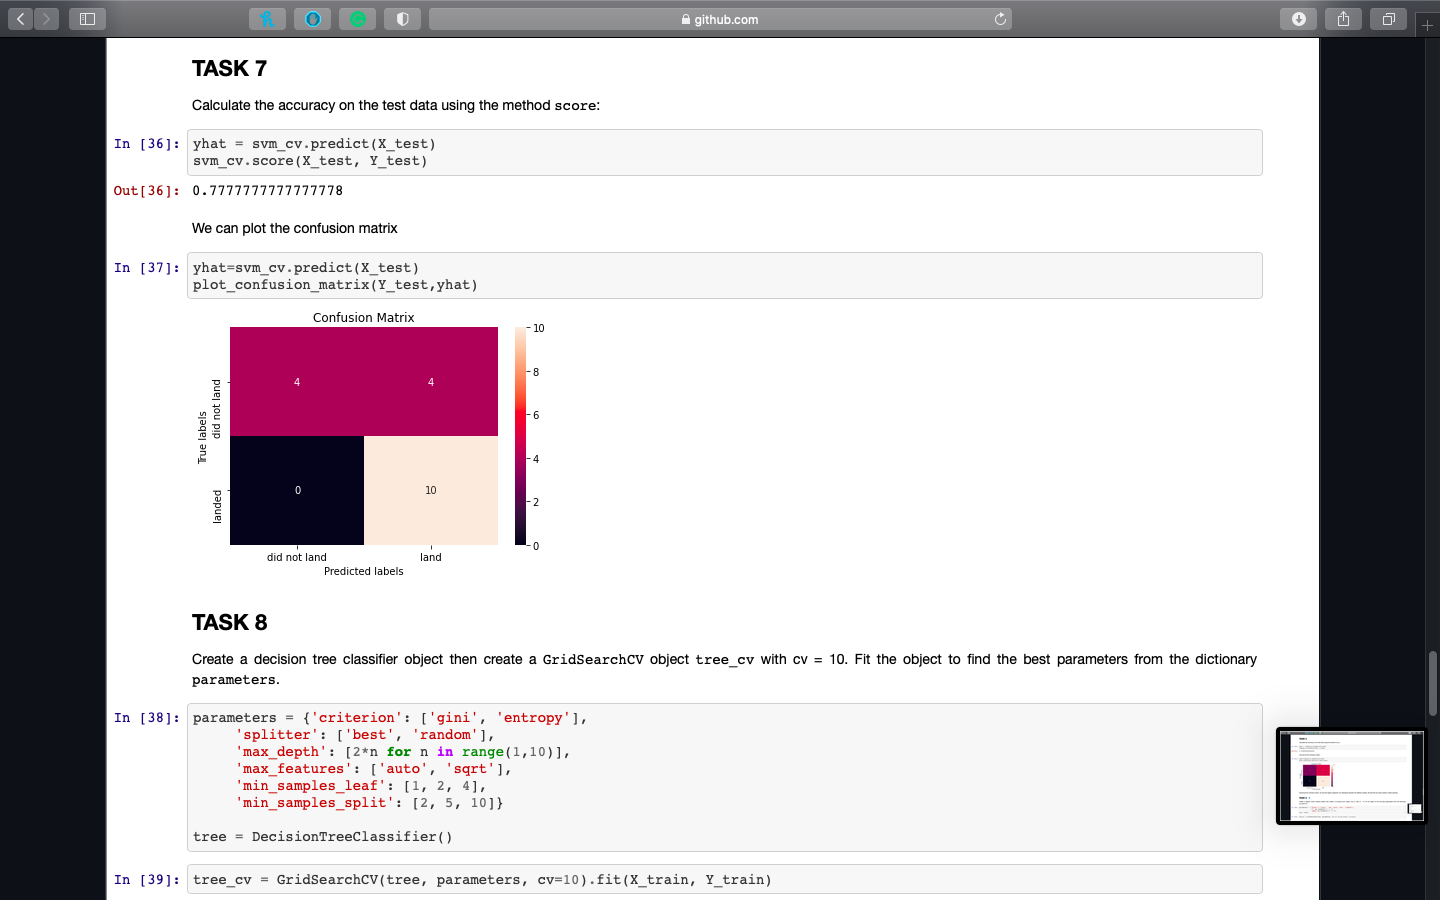 github.com
TASK 7
Calculate the accuracy on the test data using the method score:
In [36]: yhat = svm_cv.predict(X_test)
svm_cv.score(X_test, Y_test)
Out[36]: 0.7777777777777778
We can plot the confusion matrix
In [37]: yhat=svm_cv.predict(X_test)
plot_confusion_matrix(Y_test,yhat)
Confusion Matrix
10
8
6
4
2
0
4 4
0 10
True labels
did not land
landed
did not land land
Predicted labels
TASK 8
Create a decision tree classifier object then create a GridSearchCV object tree_cv with cv = 10. Fit the object to find the best parameters from the dictionary
parameters.
In [38]: parameters = {'criterion': ['gini', 'entropy'],
'splitter': ['best', 'random'],
'max_depth': [2*n for n in range(1,10)],
'max_features': ['auto', 'sqrt'],
'min_samples_leaf': [1, 2, 4],
'min_samples_split': [2, 5, 10]}
tree = DecisionTreeClassifier()
In [39]: tree_cv = GridSearchCV(tree, parameters, cv=10).fit(X_train, Y_train)